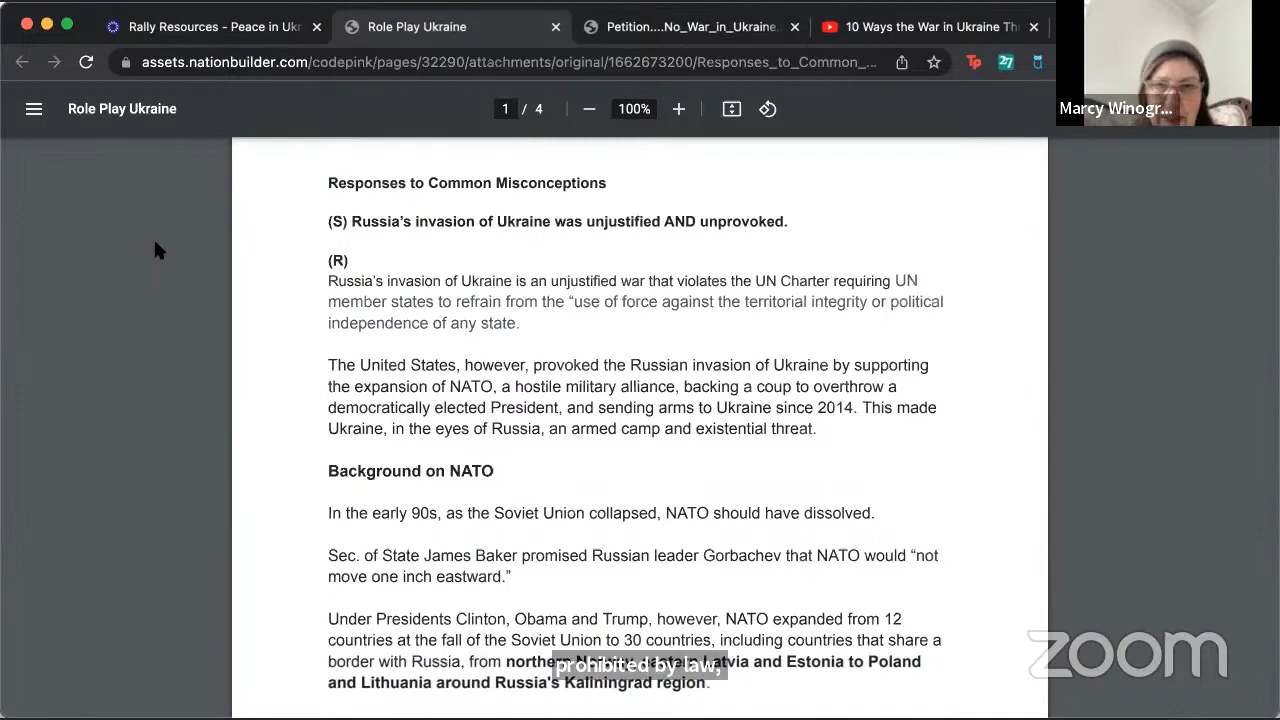 Rally Resources - Peace in Ukr
Role Play Ukraine
Petition....No_War_in_Ukraine.
10 Ways the War in Ukraine Th
assets.nationbuilder.com/codepink/pages/32290/attachments/original/1662673200/Responses_to_Common_...
Role Play Ukraine
1 / 4
100%
Marcy Winogr...
Responses to Common Misconceptions
(S) Russia's invasion of Ukraine was unjustified AND unprovoked.
(R)
Russia's invasion of Ukraine is an unjustified war that violates the UN Charter requiring UN
member states to refrain from the “use of force against the territorial integrity or political
independence of any state.
The United States, however, provoked the Russian invasion of Ukraine by supporting
the expansion of NATO, a hostile military alliance, backing a coup to overthrow a
democratically elected President, and sending arms to Ukraine since 2014. This made
Ukraine, in the eyes of Russia, an armed camp and existential threat.
Background on NATO
In the early 90s, as the Soviet Union collapsed, NATO should have dissolved.
Sec. of State James Baker promised Russian leader Gorbachev that NATO would “not
move one inch eastward.”
Under Presidents Clinton, Obama and Trump, however, NATO expanded from 12
countries at the fall of the Soviet Union to 30 countries, including countries that share a
border with Russia, from northern Latvia and Estonia to Poland
prohibited by law,
and Lithuania around Russia's Kaliningrad region.
zoom